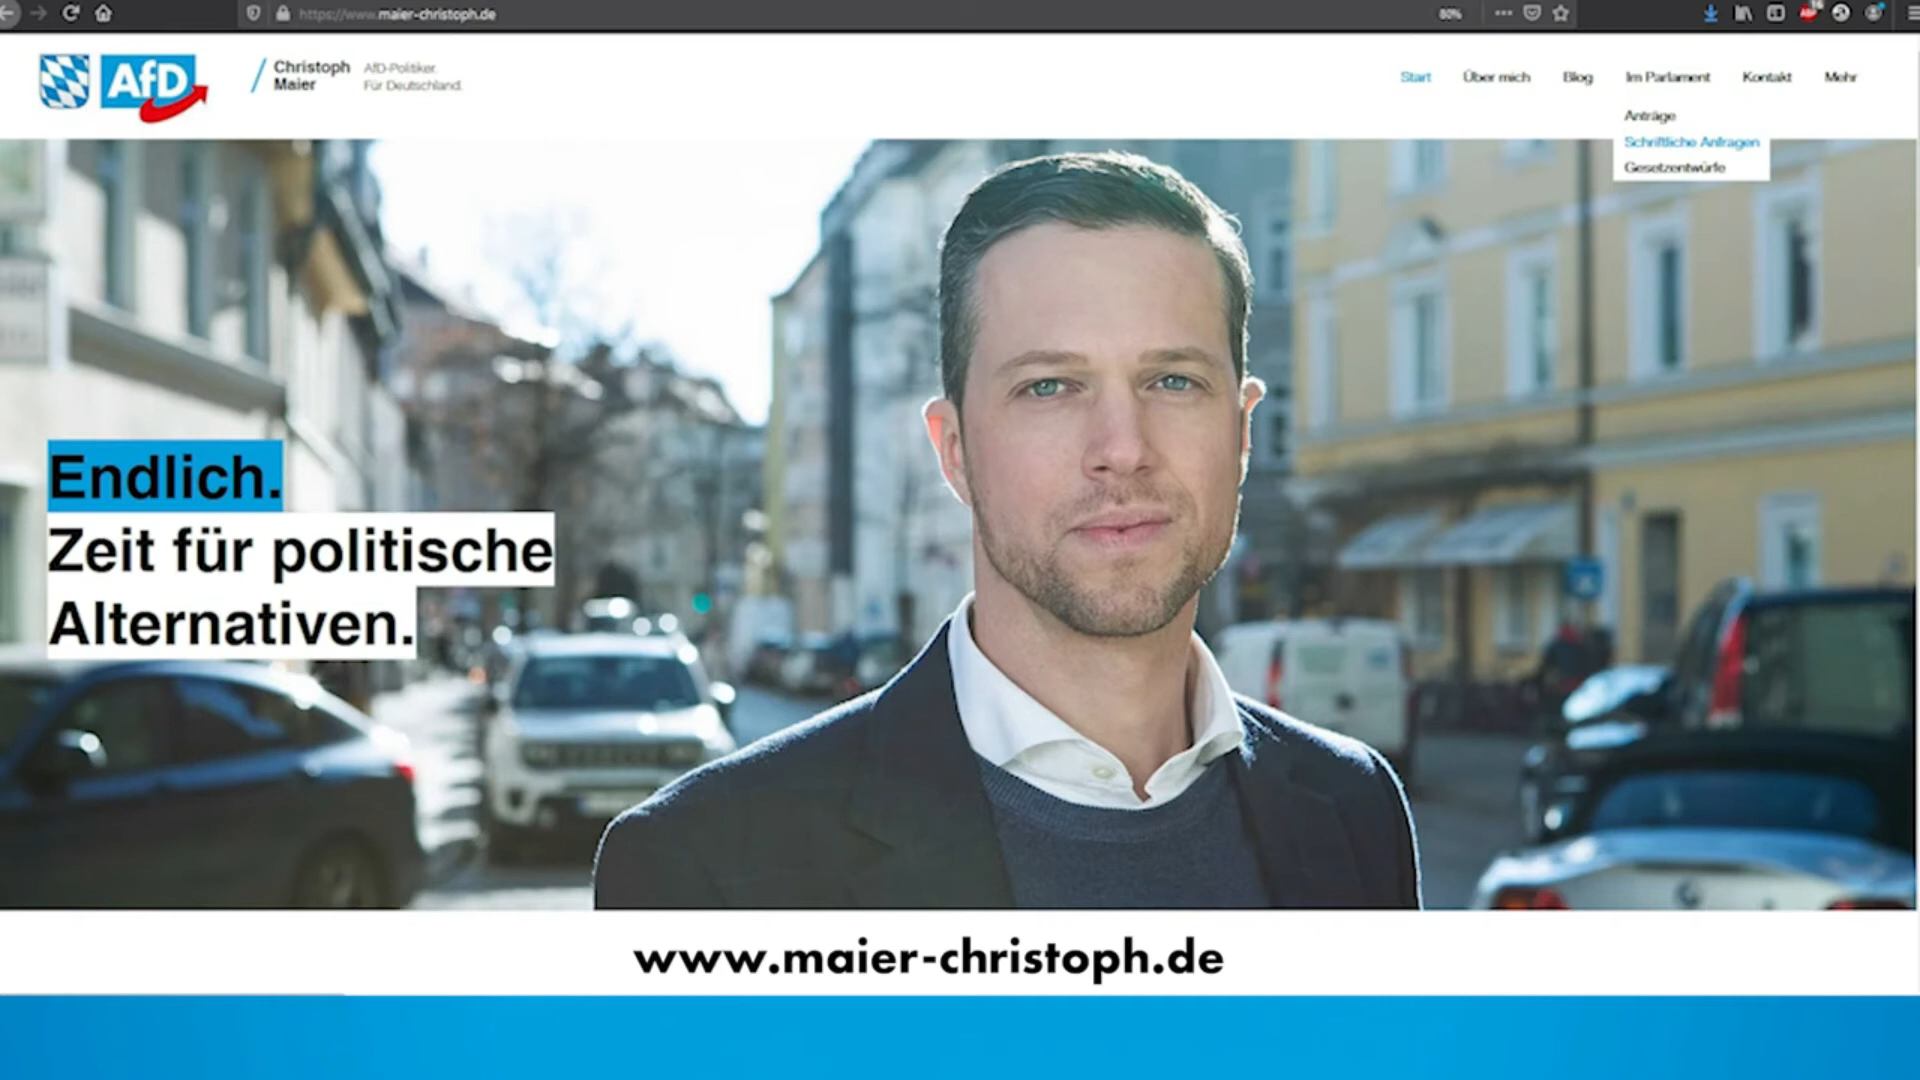 https://www.maier-christoph.de
80%
AfD
Christoph
Maier
AfD-Politiker.
Für Deutschland.
Start Über mich Blog Im Parlament Kontakt Mehr
Anträge
Schriftliche Anfragen
Gesetzentwürfe
Endlich.
Zeit für politische
Alternativen.
www.maier-christoph.de